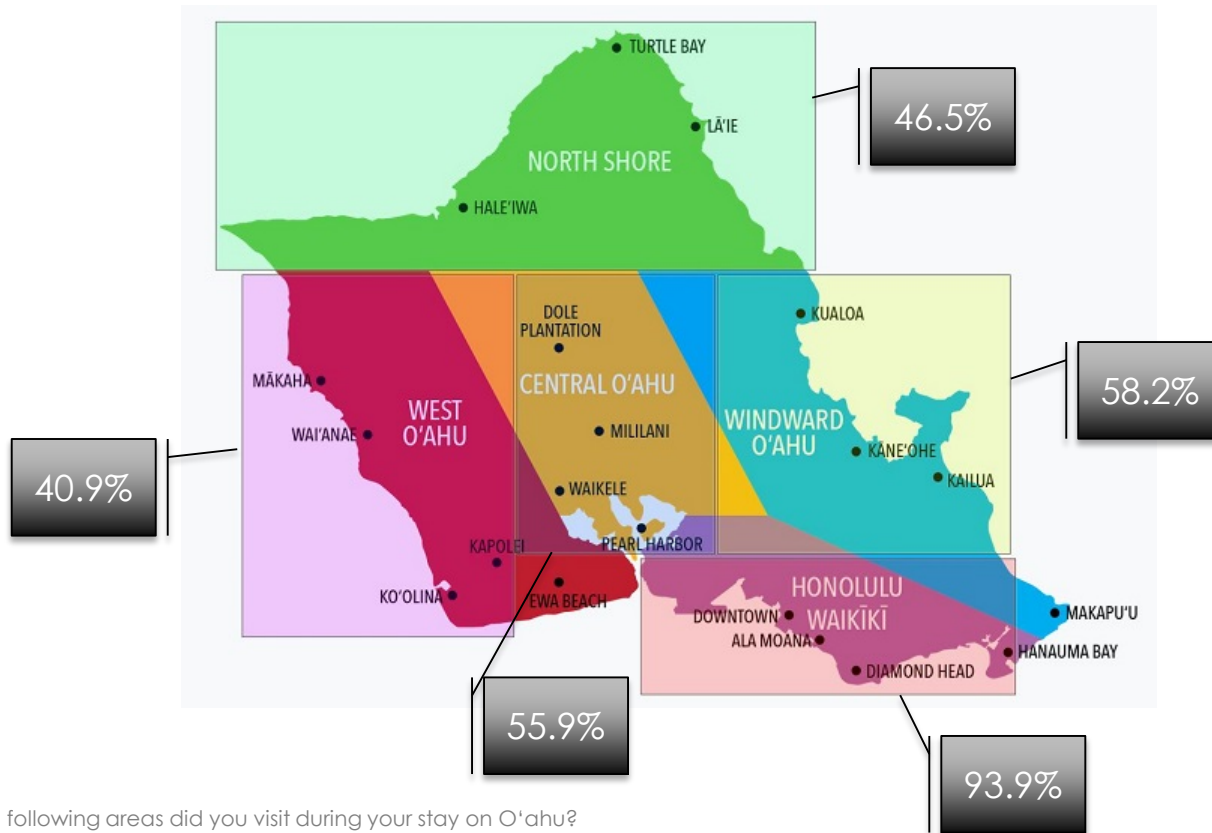 TURTLE BAY
46.5%
LĀ‘IE
NORTH SHORE
HALE‘IWA
DOLE
PLANTATION
KUALOA
MĀKAHA
CENTRAL O‘AHU
58.2%
WEST
O‘AHU
WAI‘ANAE
MILILANI
WINDWARD
O‘AHU
KĀNE‘OHE
KAILUA
40.9%
WAIKELE
PEARL HARBOR
KAPOLEI
KO‘OLINA
EWA BEACH
HONOLULU
WAIKĪKĪ
DOWNTOWN
ALA MOANA
MAKAPU‘U
HANAUMA BAY
DIAMOND HEAD
55.9%
93.9%
following areas did you visit during your stay on O‘ahu?